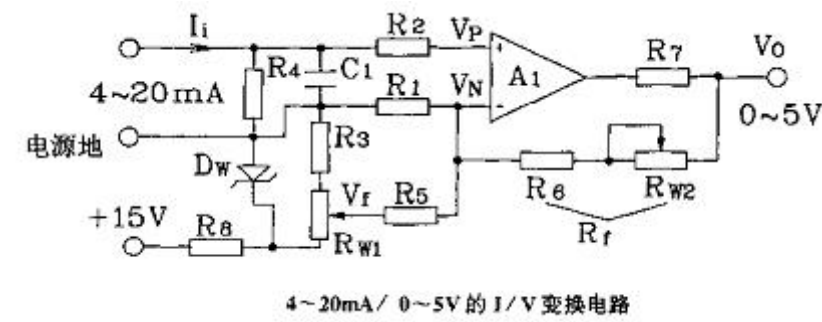 Ii
R2
VP
+
R7
VO
R4
C1
A1
4~20mA
R1
VN
-
0~5V
电源地
R3
DW
Vf
R5
R6
RW2
+15V
R8
RW1
Rf
4~20mA/ 0~5V的I/V变换电路